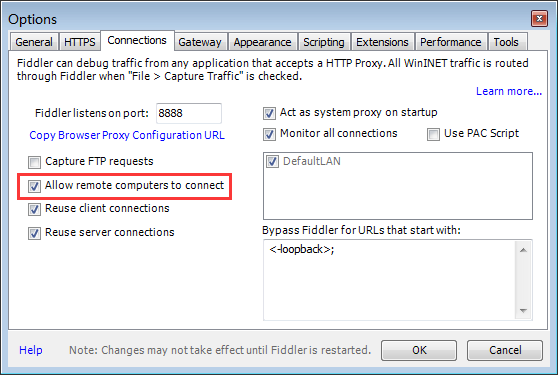 Options
General HTTPS Connections Gateway Appearance Scripting Extensions Performance Tools
Fiddler can debug traffic from any application that accepts a HTTP Proxy. All WinINET traffic is routed
through Fiddler when "File > Capture Traffic" is checked.
Learn more...
Fiddler listens on port: 8888
Copy Browser Proxy Configuration URL
Capture FTP requests
Allow remote computers to connect
Reuse client connections
Reuse server connections
Act as system proxy on startup
Monitor all connections Use PAC Script
DefaultLAN
Bypass Fiddler for URLs that start with:
<-loopback>;
Help Note: Changes may not take effect until Fiddler is restarted. OK Cancel